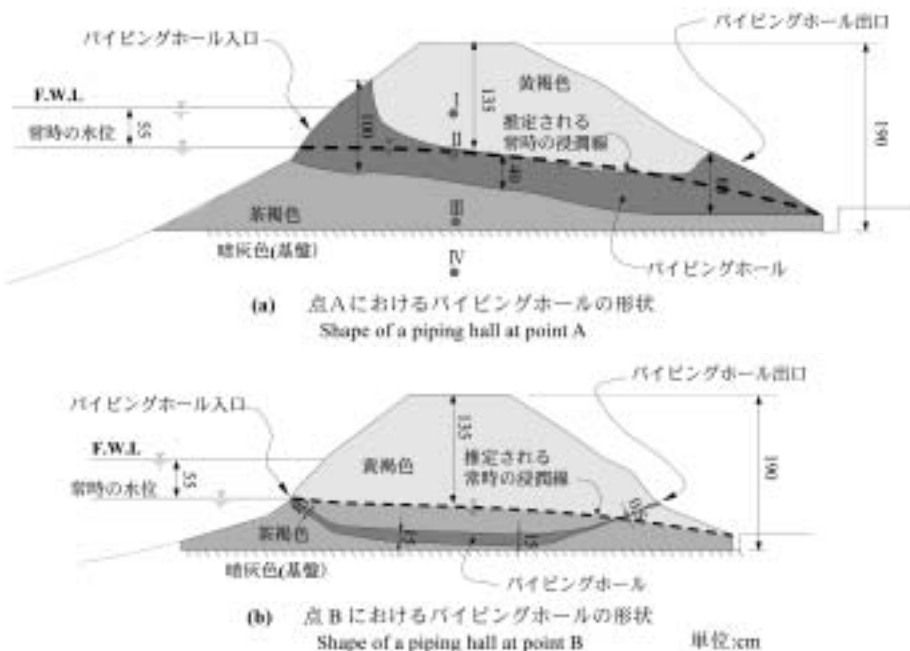 パイピングホール入口
パイピングホール出口
F.W.L
常時の水位
55
100
135
黄褐色
I
II
推定される
常時の浸潤線
40
190
茶褐色
III
暗灰色(基盤)
IV
パイピングホール
(a) 点Aにおけるパイピングホールの形状
Shape of a piping hall at point A
パイピングホール入口
パイピングホール出口
F.W.L
常時の水位
55
135
黄褐色
推定される
常時の浸潤線
190
茶褐色
15
15
暗灰色(基盤)
パイピングホール
(b) 点Bにおけるパイピングホールの形状
Shape of a piping hall at point B
単位:cm